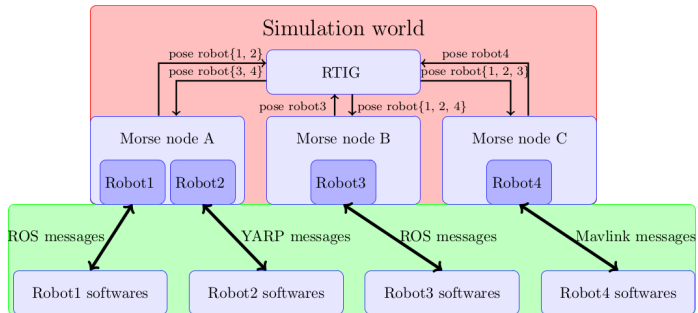 Simulation world
pose robot{1, 2}
pose robot4
pose robot{3, 4}
RTIG
pose robot{1, 2, 3}
pose robot3
pose robot{1, 2, 4}
Morse node A
Morse node B
Morse node C
Robot1
Robot2
Robot3
Robot4
ROS messages
YARP messages
ROS messages
Mavlink messages
Robot1 softwares
Robot2 softwares
Robot3 softwares
Robot4 softwares